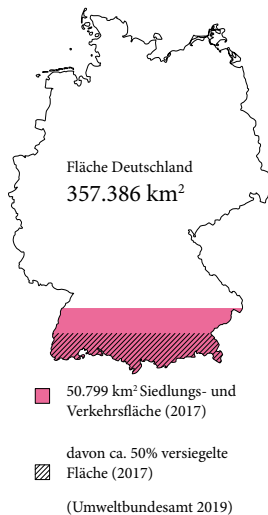 Fläche Deutschland
357.386 km²
50.799 km² Siedlungs- und
Verkehrsfläche (2017)
davon ca. 50% versiegelte
Fläche (2017)
(Umweltbundesamt 2019)